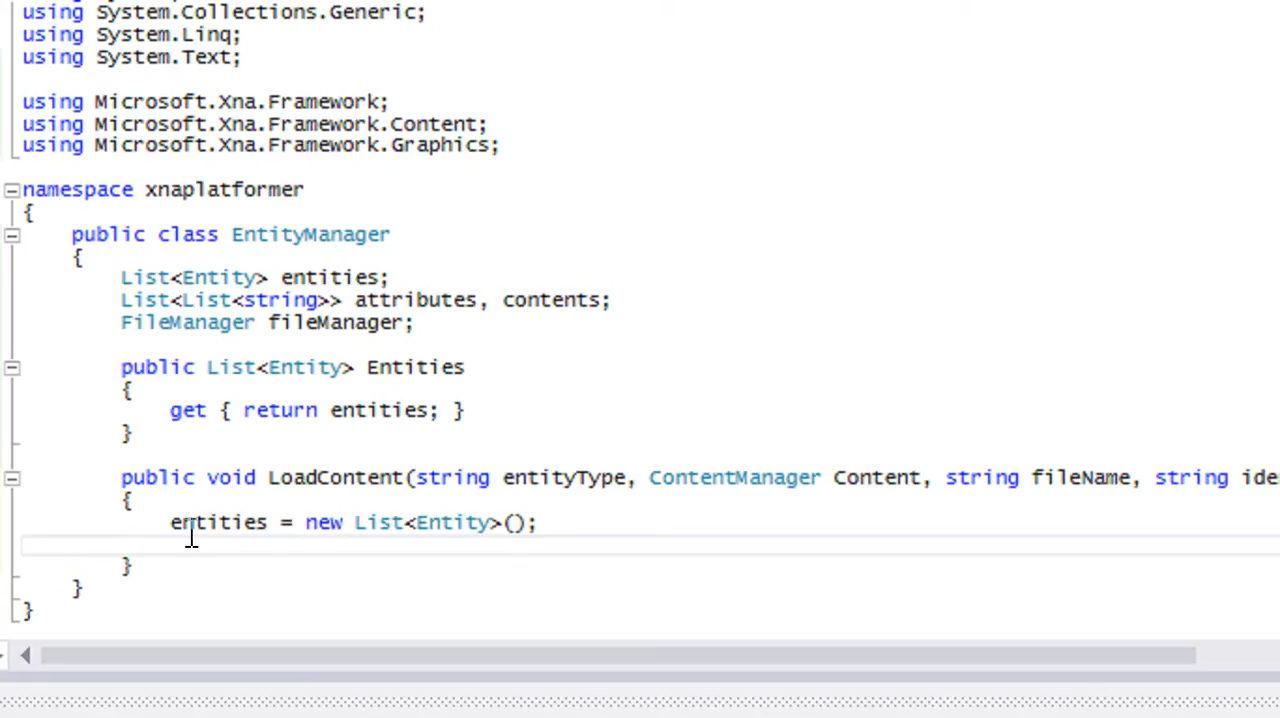 using System.Collections.Generic;
using System.Linq;
using System.Text;
using Microsoft.Xna.Framework;
using Microsoft.Xna.Framework.Content;
using Microsoft.Xna.Framework.Graphics;
namespace xnaplatformer
{
public class EntityManager
{
List<Entity> entities;
List<List<string>> attributes, contents;
FileManager fileManager;
public List<Entity> Entities
{
get { return entities; }
}
public void LoadContent(string entityType, ContentManager Content, string fileName, string ide
{
entities = new List<Entity>();
}
}
}